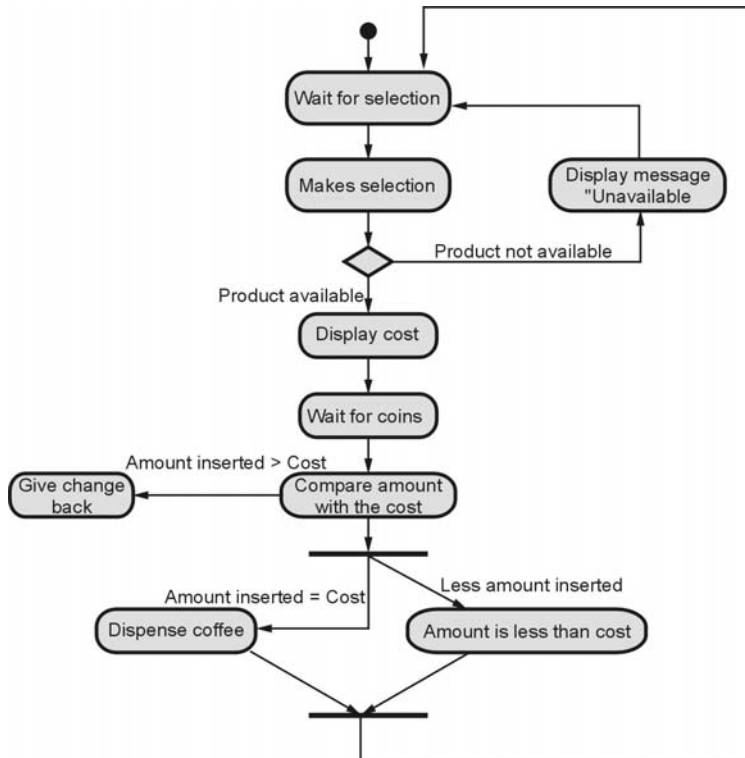 Wait for selection
Makes selection
Display message
"Unavailable
Product not available
Product available
Display cost
Wait for coins
Amount inserted > Cost
Give change
back
Compare amount
with the cost
Less amount inserted
Amount inserted = Cost
Dispense coffee
Amount is less than cost